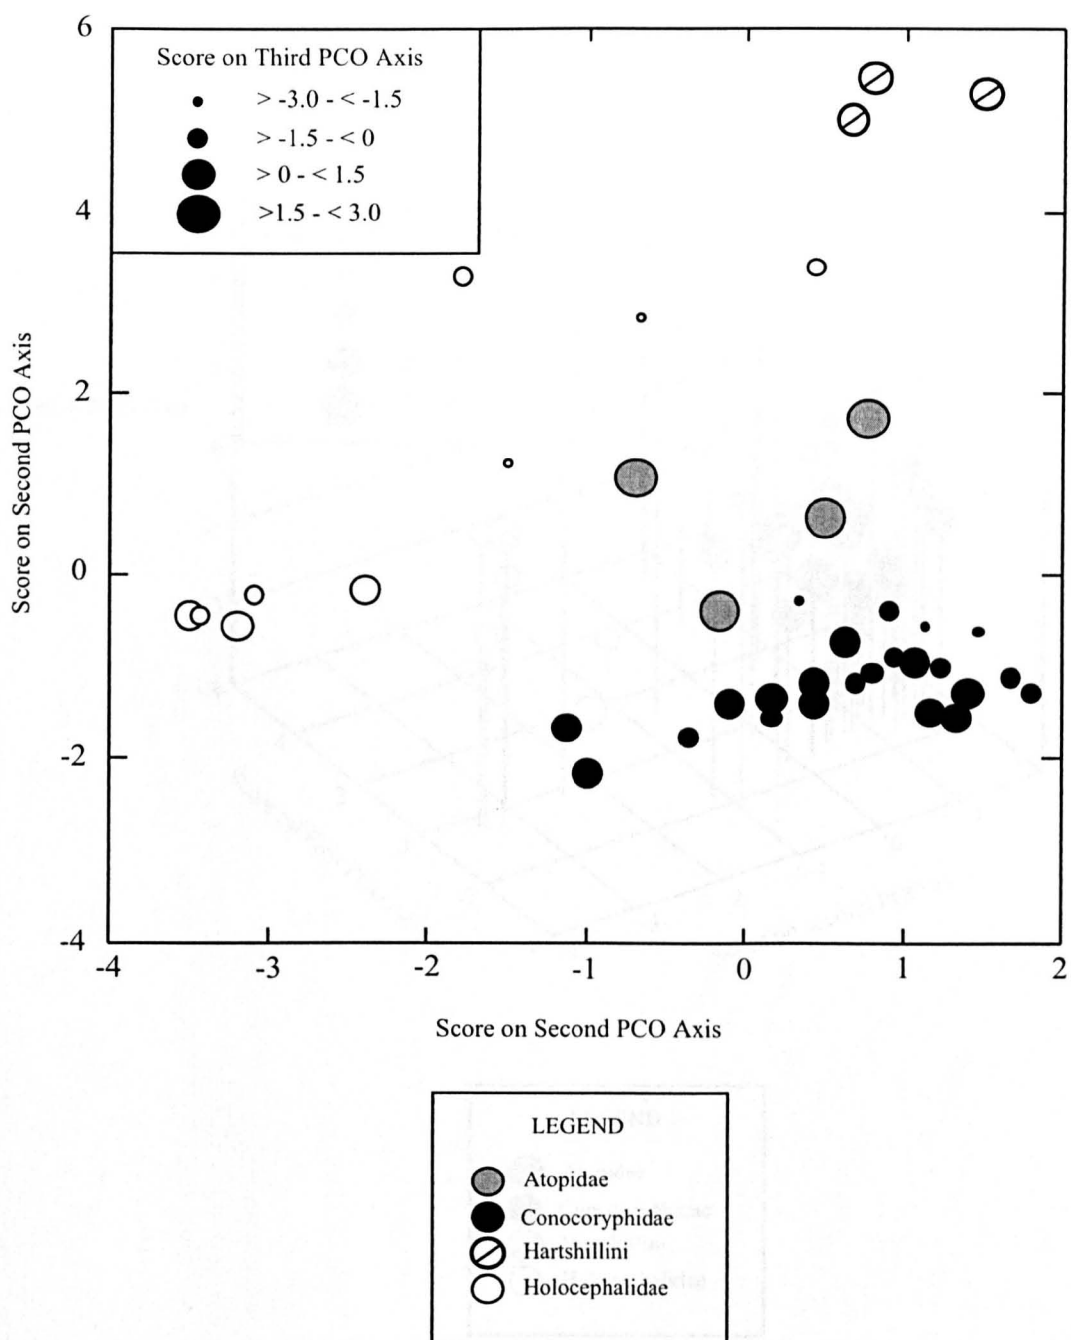 6
Score on Third PCO Axis
> -3.0 - < -1.5
> -1.5 - < 0
> 0 - < 1.5
>1.5 - < 3.0
4
2
0
-2
-4
Score on Second PCO Axis
-4 -3 -2 -1 0 1 2
Score on Second PCO Axis
LEGEND
Atopidae
Conocoryphidae
Hartshillini
Holocephalidae